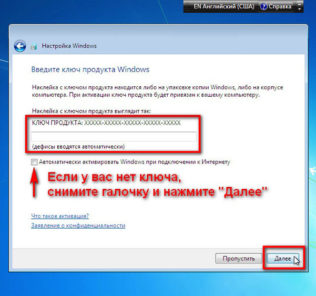 EN Английский (США) Справка
Настройка Windows
Введите ключ продукта Windows
Наклейка с ключом продукта находится либо на упаковке копии Windows, либо на корпусе
компьютера. При активации ключ продукта будет привязан к вашему компьютеру.
Наклейка с ключом продукта выглядит так:
КЛЮЧ ПРОДУКТА: XXXXX-XXXXX-XXXXX-XXXXX-XXXXX
(дефисы вводятся автоматически)
Автоматически активировать Windows при подключении к Интернету
Если у вас нет ключа,
снимите галочку и нажмите "Далее"
Что такое активация?
Заявление о конфиденциальности
Пропустить Далее